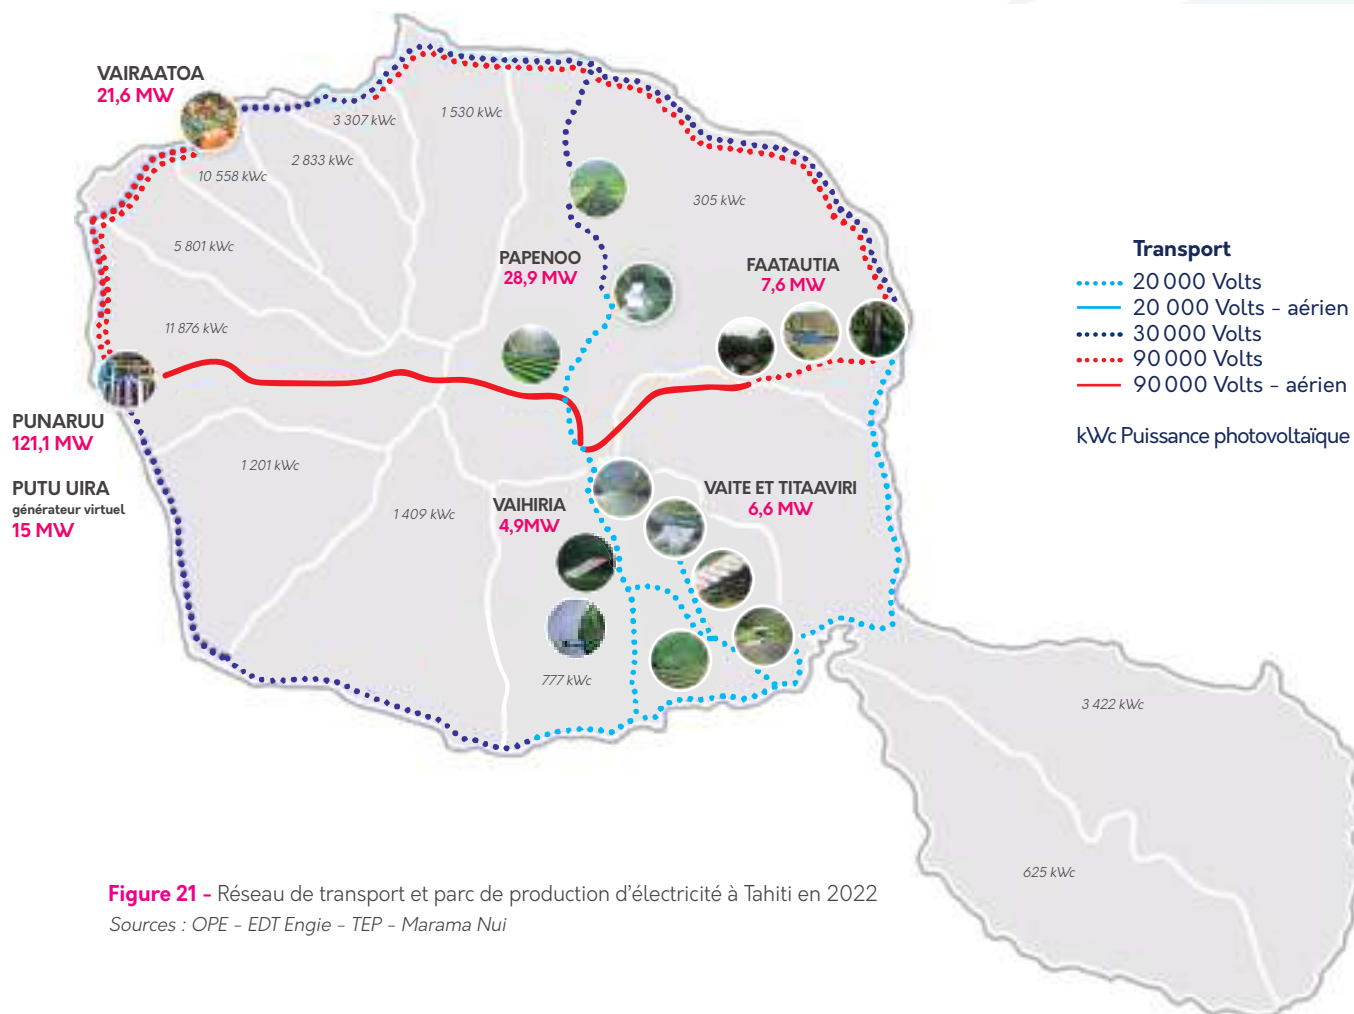 VAIRAATOA
21,6 MW
3 307 kWc
1 530 kWc
2 833 kWc
10 558 kWc
305 kWc
5 801 kWc
PAPENOO
28,9 MW
FAATAUTIA
7,6 MW
11 876 kWc
PUNARUU
121,1 MW
PUTU UIRA
générateur virtuel
15 MW
1 201 kWc
1 409 kWc
VAIHIRIA
4,9MW
VAITE ET TITAAVIRI
6,6 MW
777 kWc
3 422 kWc
625 kWc
Transport
20 000 Volts
20 000 Volts - aérien
30 000 Volts
90 000 Volts
90 000 Volts - aérien
kWc Puissance photovoltaïque
Figure 21 - Réseau de transport et parc de production d'électricité à Tahiti en 2022
Sources : OPE - EDT Engie - TEP - Marama Nui